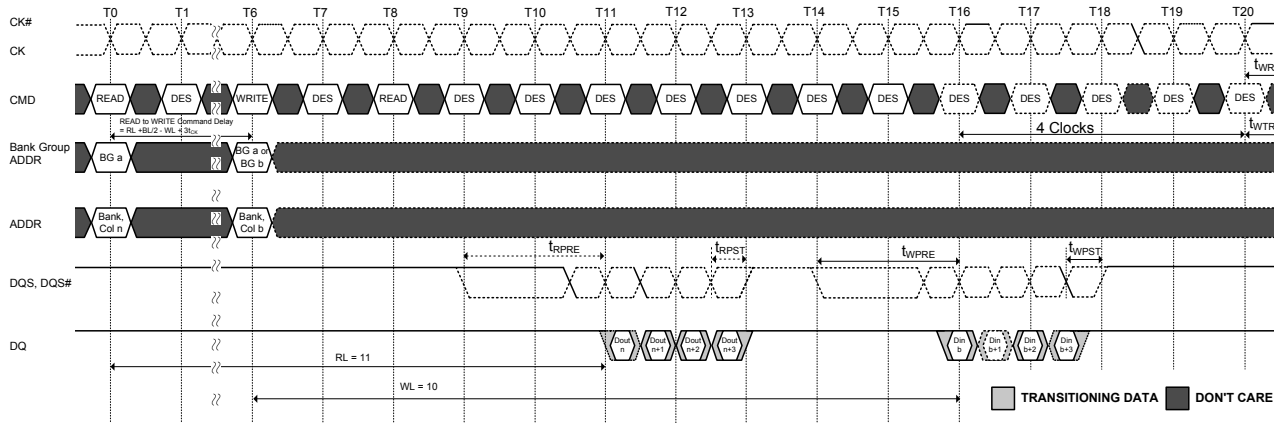 T0 T1 T6 T7 T8 T9 T10 T11 T12 T13 T14 T15 T16 T17 T18 T19 T20
CK#
CK
tWR
CMD READ DES WRITE DES READ DES DES DES DES DES DES DES DES DES DES DES DES
READ to WRITE Command Delay
= RL +BL/2 - WL + 3tCK
4 Clocks
tWTR
Bank Group
ADDR
BG a
BG a or
BG b
ADDR
Bank,
Col n
Bank,
Col b
tRPRE tRPST tWPRE tWPST
DQS, DQS#
DQ
Dout
n
Dout
n+1
Dout
n+2
Dout
n+3
Din
b
Din
b+1
Din
b+2
Din
b+3
RL = 11
WL = 10
TRANSITIONING DATA DON'T CARE